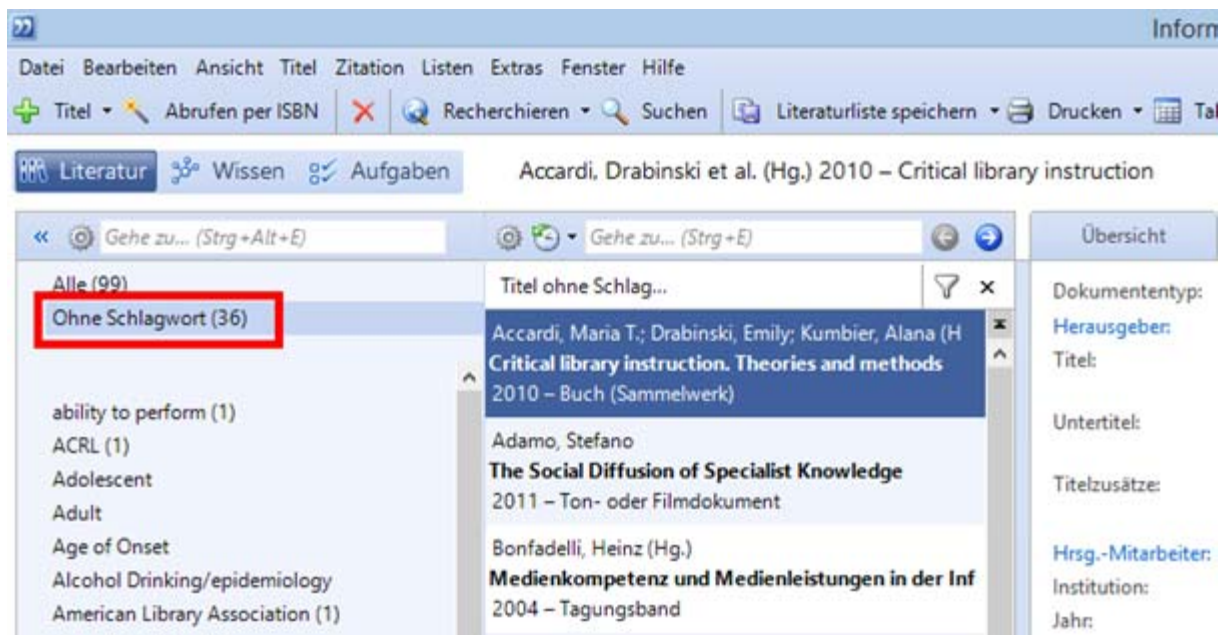 Inform
Datei Bearbeiten Ansicht Titel Zitation Listen Extras Fenster Hilfe
Titel Abrufen per ISBN Recherchieren Suchen Literaturliste speichern Drucken Tal
Literatur Wissen Aufgaben Accardi, Drabinski et al. (Hg.) 2010 – Critical library instruction
« Gehe zu... (Strg+Alt+E)
Alle (99)
Ohne Schlagwort (36)
ability to perform (1)
ACRL (1)
Adolescent
Adult
Age of Onset
Alcohol Drinking/epidemiology
American Library Association (1)
Gehe zu... (Strg+E)
Titel ohne Schlag...
Accardi, Maria T.; Drabinski, Emily; Kumbier, Alana (H
Critical library instruction. Theories and methods
2010 – Buch (Sammelwerk)
Adamo, Stefano
The Social Diffusion of Specialist Knowledge
2011 – Ton- oder Filmdokument
Bonfadelli, Heinz (Hg.)
Medienkompetenz und Medienleistungen in der Inf
2004 – Tagungsband
Übersicht
Dokumententyp:
Herausgeber:
Titel:
Untertitel:
Titelzusätze:
Hrsg.-Mitarbeiter:
Institution:
Jahr: